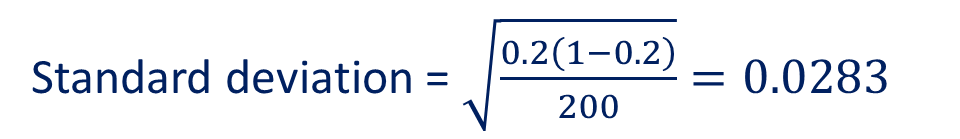 Standard deviation = √(0.2(1−0.2)/200) = 0.0283